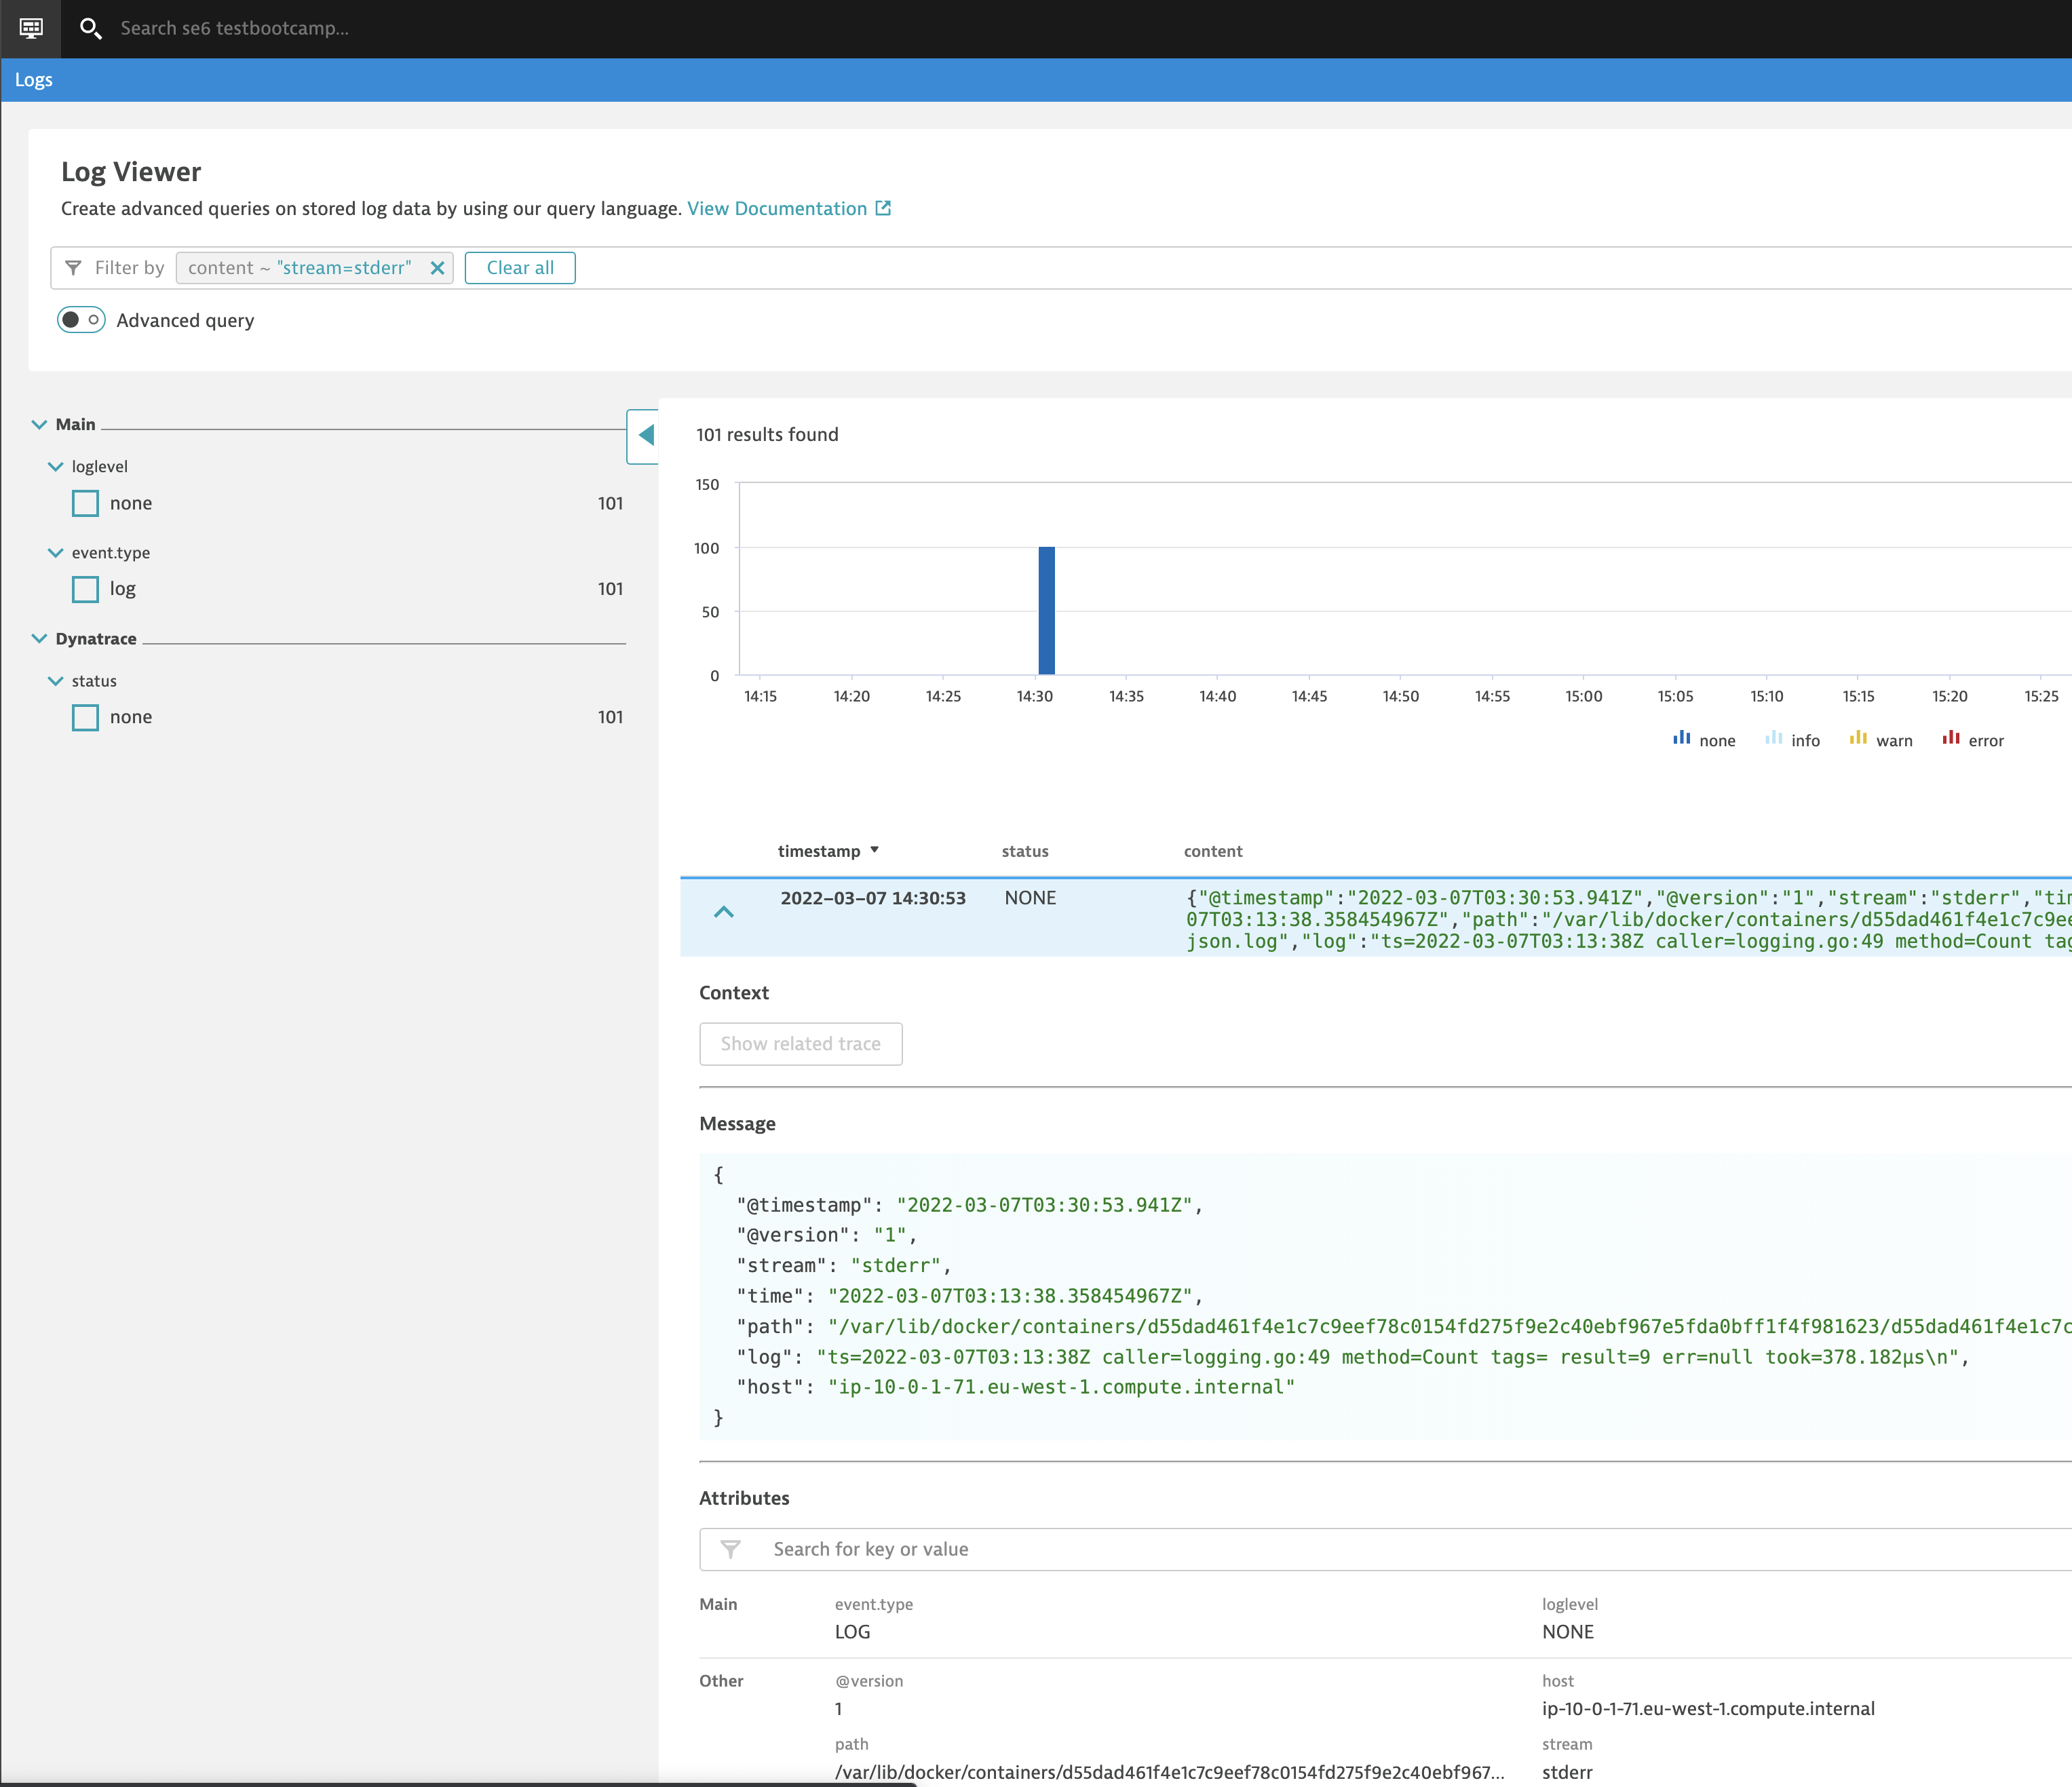 Search se6 testbootcamp...
Logs
Log Viewer
Create advanced queries on stored log data by using our query language. View Documentation
Filter by content ~ "stream=stderr" Clear all
Advanced query
Main
loglevel
none 101
event.type
log 101
Dynatrace
status
none 101
101 results found
150
100
50
0
14:15 14:20 14:25 14:30 14:35 14:40 14:45 14:50 14:55 15:00 15:05 15:10 15:15 15:20 15:25
none info warn error
timestamp status content
2022-03-07 14:30:53 NONE {"@timestamp":"2022-03-07T03:30:53.941Z","@version":"1","stream":"stderr","tim
07T03:13:38.358454967Z","path":"/var/lib/docker/containers/d55dad461f4e1c7c9ee
json.log","log":"ts=2022-03-07T03:13:38Z caller=logging.go:49 method=Count tag
Context
Show related trace
Message
{
"@timestamp": "2022-03-07T03:30:53.941Z",
"@version": "1",
"stream": "stderr",
"time": "2022-03-07T03:13:38.358454967Z",
"path": "/var/lib/docker/containers/d55dad461f4e1c7c9eef78c0154fd275f9e2c40ebf967e5fda0bff1f4f981623/d55dad461f4e1c7c
"log": "ts=2022-03-07T03:13:38Z caller=logging.go:49 method=Count tags= result=9 err=null took=378.182µs\n",
"host": "ip-10-0-1-71.eu-west-1.compute.internal"
}
Attributes
Search for key or value
Main event.type loglevel
LOG NONE
Other @version host
1 ip-10-0-1-71.eu-west-1.compute.internal
path stream
/var/lib/docker/containers/d55dad461f4e1c7c9eef78c0154fd275f9e2c40ebf967... stderr